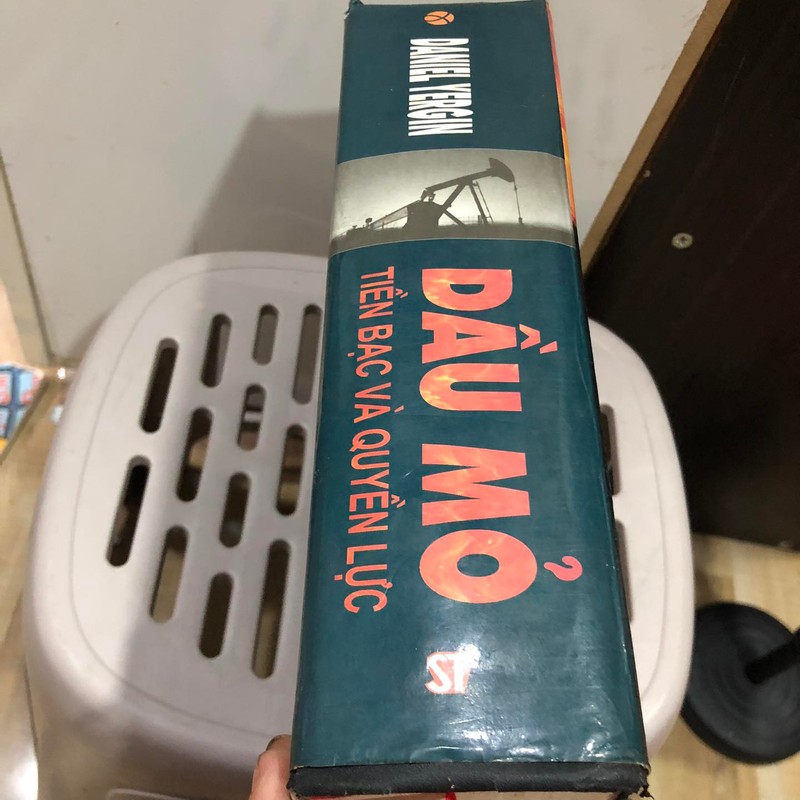 DANIEL YERGIN
DẦU MỎ
TIỀN BẠC VÀ QUYỀN LỰC
ST